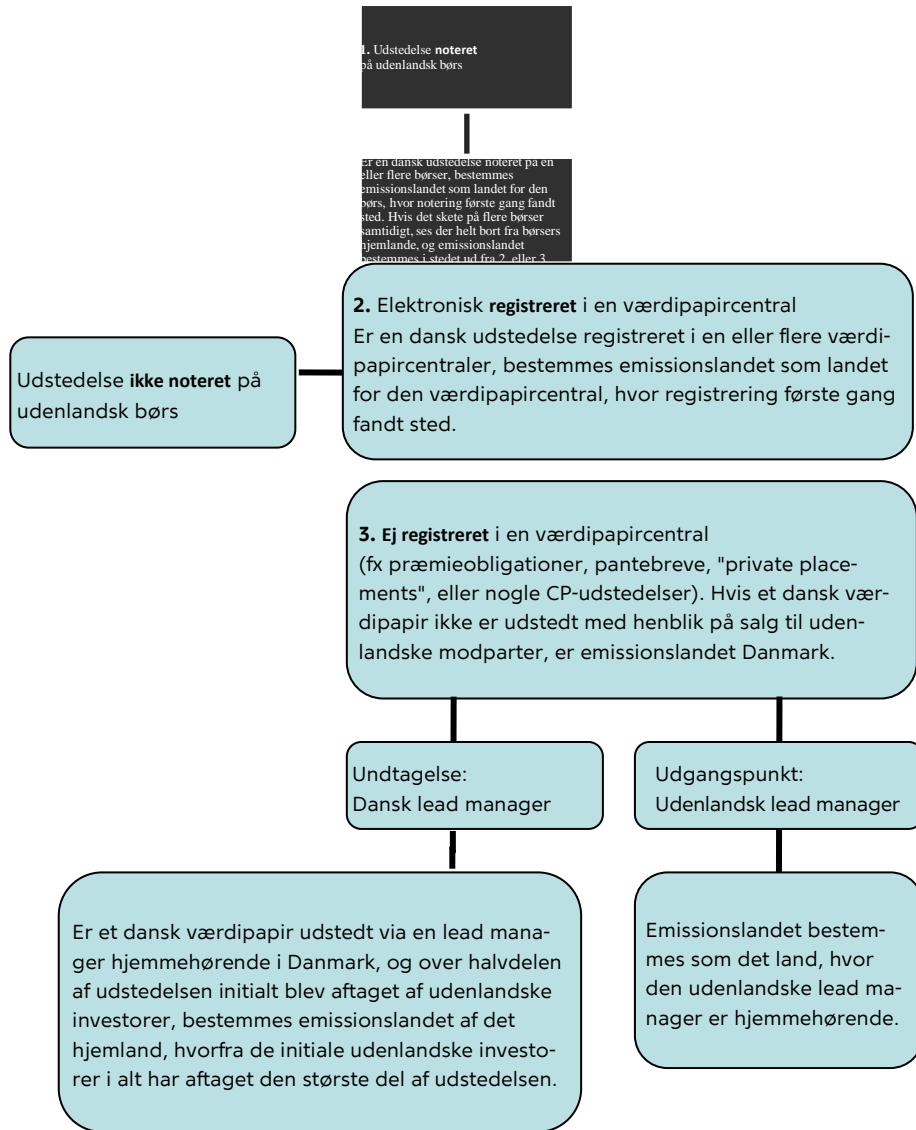 1. Udstedelse noteret
på udenlandsk børs
Er en dansk udstedelse noteret på en
eller flere børser, bestemmes
emissionslandet som landet for den
børs, hvor notering første gang fandt
sted. Hvis det skete på flere børser
samtidigt, ses der helt bort fra børsers
hjemlande, og emissionslandet
bestemmes i stedet ud fra 2. eller 3.
Udstedelse ikke noteret på
udenlandsk børs
2. Elektronisk registreret i en værdipapircentral
Er en dansk udstedelse registreret i en eller flere værdi-
papircentraler, bestemmes emissionslandet som landet
for den værdipapircentral, hvor registrering første gang
fandt sted.
3. Ej registreret i en værdipapircentral
(fx præmieobligationer, pantebreve, "private place-
ments", eller nogle CP-udstedelser). Hvis et dansk vær-
dipapir ikke er udstedt med henblik på salg til uden-
landske modparter, er emissionslandet Danmark.
Undtagelse:
Dansk lead manager
Udgangspunkt:
Udenlandsk lead manager
Er et dansk værdipapir udstedt via en lead mana-
ger hjemmehørende i Danmark, og over halvdelen
af udstedelsen initialt blev aftaget af udenlandske
investorer, bestemmes emissionslandet af det
hjemland, hvorfra de initiale udenlandske investo-
rer i alt har aftaget den største del af udstedelsen.
Emissionslandet bestem-
mes som det land, hvor
den udenlandske lead ma-
nager er hjemmehørende.